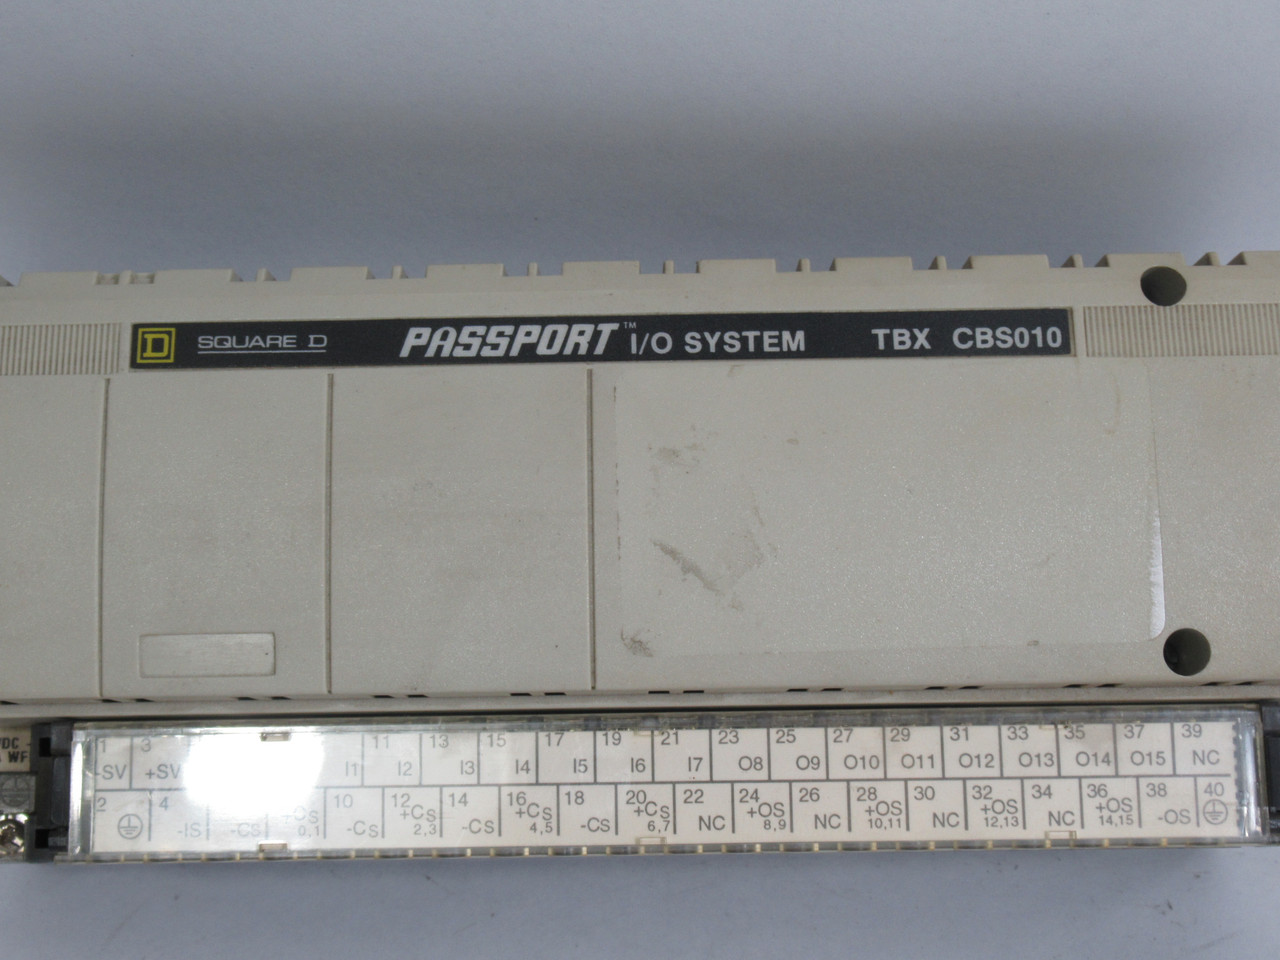 D SQUARE D PASSPORT™ I/O SYSTEM TBX CBS010
VDC -
WF
1 3 11 13 15 17 19 21 23 25 27 29 31 33 35 37 39
-SV +SV I1 I2 I3 I4 I5 I6 I7 O8 O9 O10 O11 O12 O13 O14 O15 NC
2 4 10 12 14 16 18 20 22 24 26 28 30 32 34 36 38 40
-IS -CS +CS 0,1 -CS +CS 2,3 -CS +CS 4,5 -CS +CS 6,7 NC +OS 8,9 NC +OS 10,11 NC +OS 12,13 NC +OS 14,15 -OS